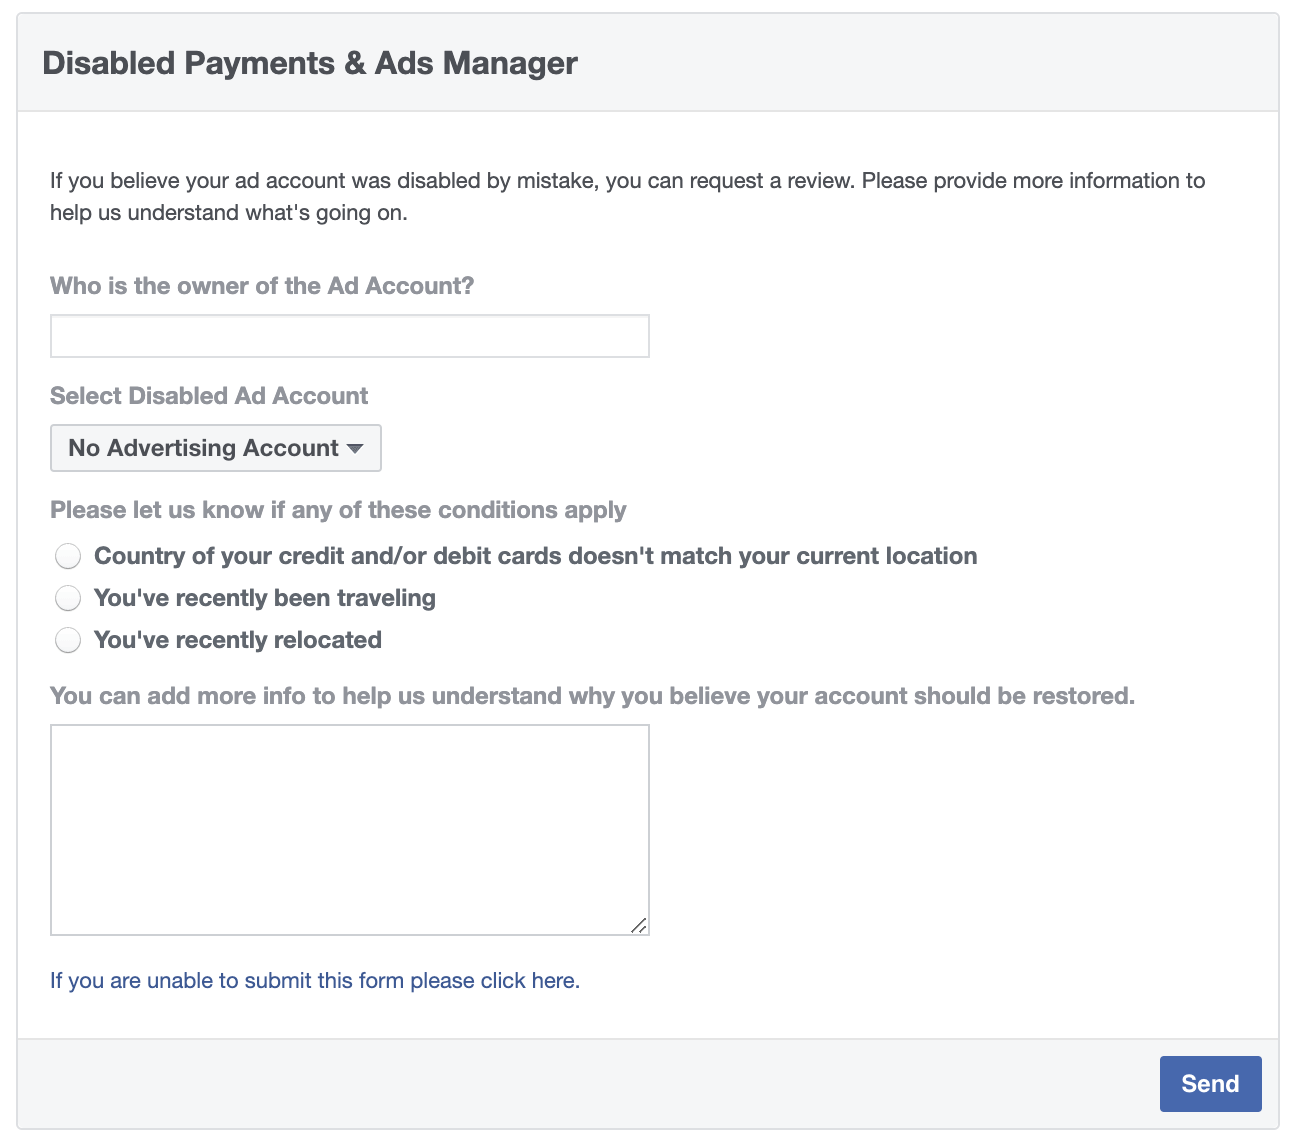 Disabled Payments & Ads Manager
If you believe your ad account was disabled by mistake, you can request a review. Please provide more information to
help us understand what's going on.
Who is the owner of the Ad Account?
Select Disabled Ad Account
No Advertising Account
Please let us know if any of these conditions apply
Country of your credit and/or debit cards doesn't match your current location
You've recently been traveling
You've recently relocated
You can add more info to help us understand why you believe your account should be restored.
If you are unable to submit this form please click here.
Send